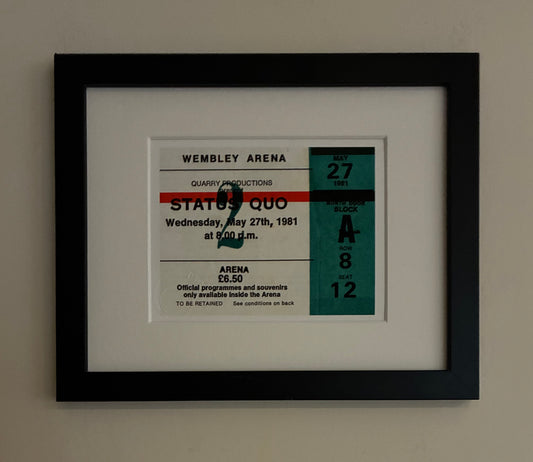 WEMBLEY ARENA
QUARRY PRODUCTIONS
STATUS QUO
Wednesday, May 27th, 1981
at 8.00 p.m.
2
ARENA
£6.50
Official programmes and souvenirs
only available inside the Arena
TO BE RETAINED See conditions on back
MAY
27
1981
BLOCK
A
ROW
8
SEAT
12